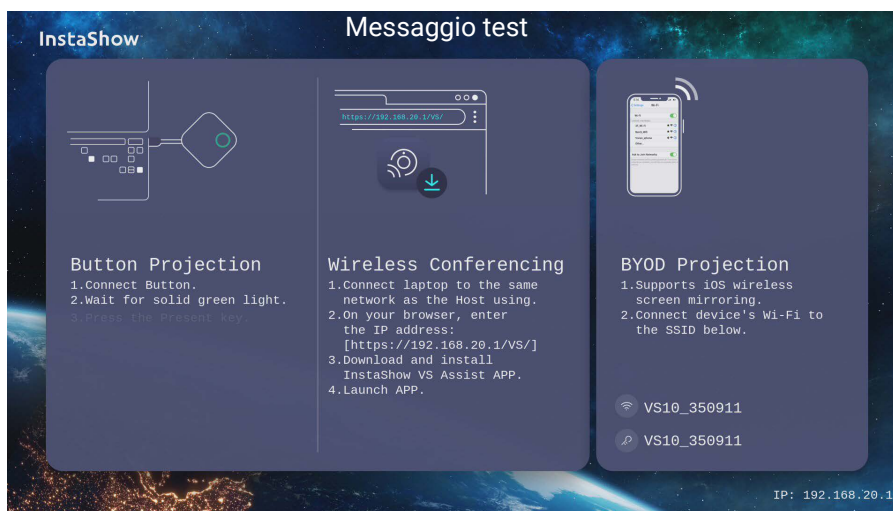 InstaShow
Messaggio test
https://192.168.20.1/VS/
Wi-Fi
Button Projection
1.Connect Button.
2.Wait for solid green light.
3.Press the Present key.
Wireless Conferencing
1.Connect laptop to the same
network as the Host using.
2.On your browser, enter
the IP address:
[https://192.168.20.1/VS/]
3.Download and install
InstaShow VS Assist APP.
4.Launch APP.
BYOD Projection
1.Supports iOS wireless
screen mirroring.
2.Connect device's Wi-Fi to
the SSID below.
VS10_350911
VS10_350911
IP: 192.168.20.1